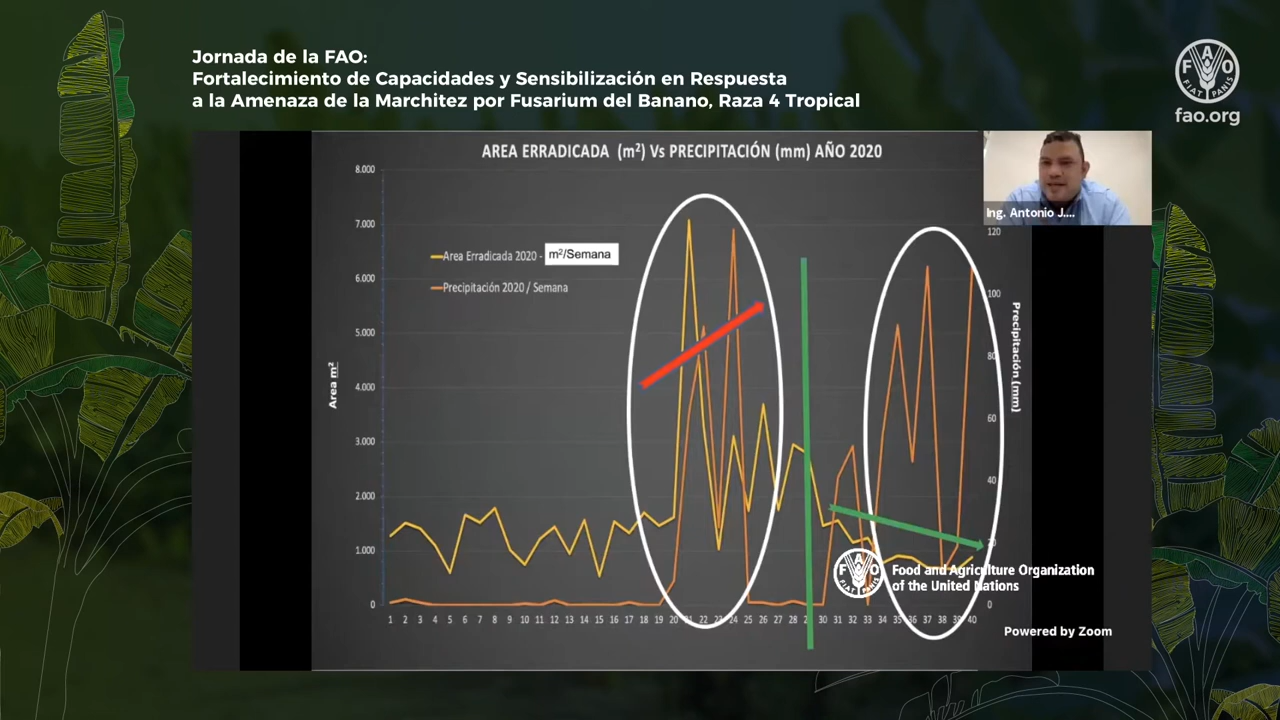 Jornada de la FAO:
Fortalecimiento de Capacidades y Sensibilización en Respuesta
a la Amenaza de la Marchitez por Fusarium del Banano, Raza 4 Tropical
F A O
FIAT PANIS
fao.org
AREA ERRADICADA (m²) Vs PRECIPITACIÓN (mm) AÑO 2020
Ing. Antonio J....
8.000
7.000
6.000
5.000
4.000
3.000
2.000
1.000
0
Area m²
Area Erradicada 2020 - m²/Semana
Precipitación 2020 / Semana
120
100
80
60
40
20
0
Precipitación (mm)
1 2 3 4 5 6 7 8 9 10 11 12 13 14 15 16 17 18 19 20 21 22 23 24 25 26 27 28 29 30 31 32 33 34 35 36 37 38 39 40
F A O
FIAT PANIS
Food and Agriculture Organization
of the United Nations
Powered by Zoom